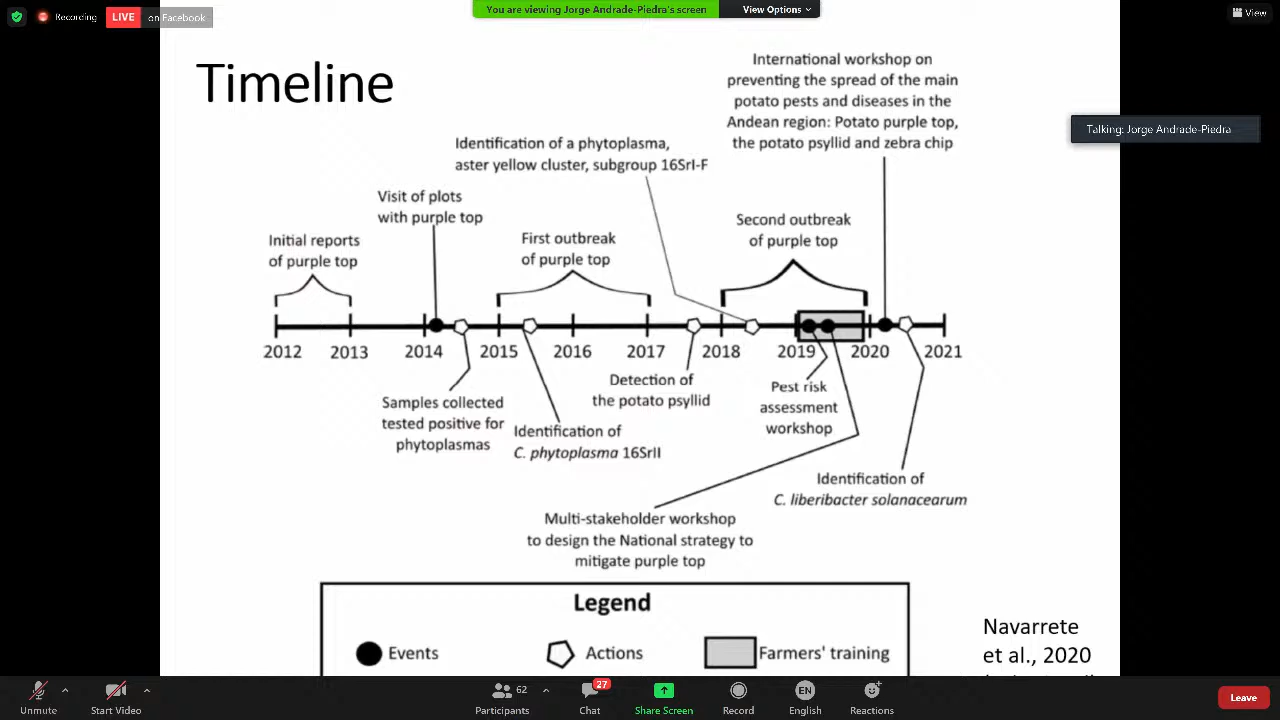 Recording
LIVE on Facebook
You are viewing Jorge Andrade-Piedra's screen
View Options
View
Talking: Jorge Andrade-Piedra
Timeline
International workshop on
preventing the spread of the main
potato pests and diseases in the
Andean region: Potato purple top,
the potato psyllid and zebra chip
Identification of a phytoplasma,
aster yellow cluster, subgroup 16SrI-F
Visit of plots
with purple top
Second outbreak
of purple top
Initial reports
of purple top
First outbreak
of purple top
2012 2013 2014 2015 2016 2017 2018 2019 2020 2021
Samples collected
tested positive for
phytoplasmas
Identification of
C. phytoplasma 16SrII
Detection of
the potato psyllid
Pest risk
assessment
workshop
Identification of
C. liberibacter solanacearum
Multi-stakeholder workshop
to design the National strategy to
mitigate purple top
Legend
Events
Actions
Farmers' training
Navarrete
et al., 2020
Unmute
Start Video
62
Participants
27
Chat
Share Screen
Record
EN
English
Reactions
Leave